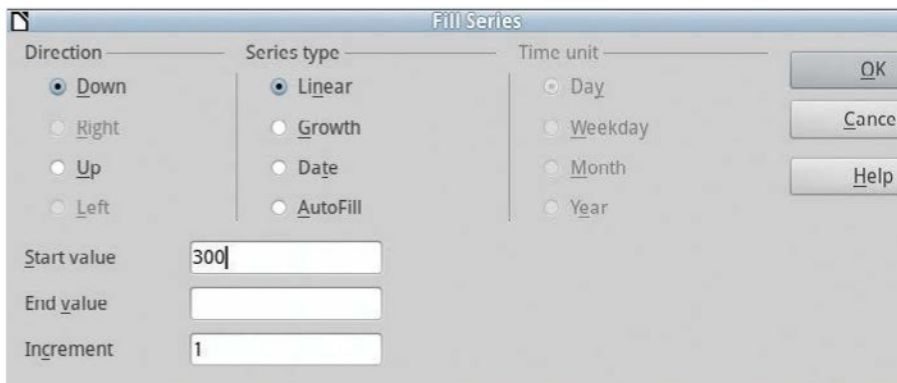 Fill Series
Direction
Down
Right
Up
Left
Series type
Linear
Growth
Date
AutoFill
Time unit
Day
Weekday
Month
Year
OK
Cance
Help
Start value 300
End value
Increment 1